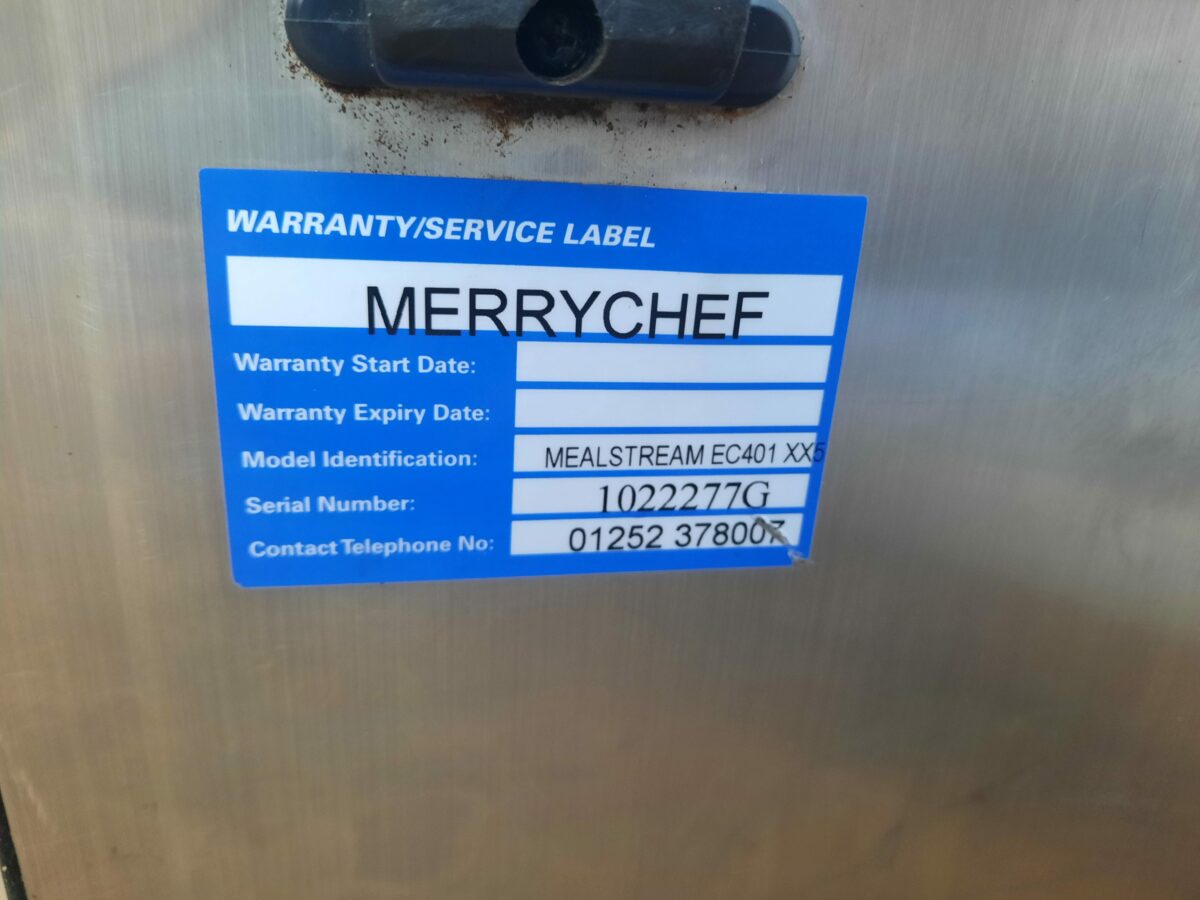 WARRANTY/SERVICE LABEL
MERRYCHEF
Warranty Start Date:
Warranty Expiry Date:
Model Identification: MEALSTREAM EC401 XX5
Serial Number: 1022277G
Contact Telephone No: 01252 378007